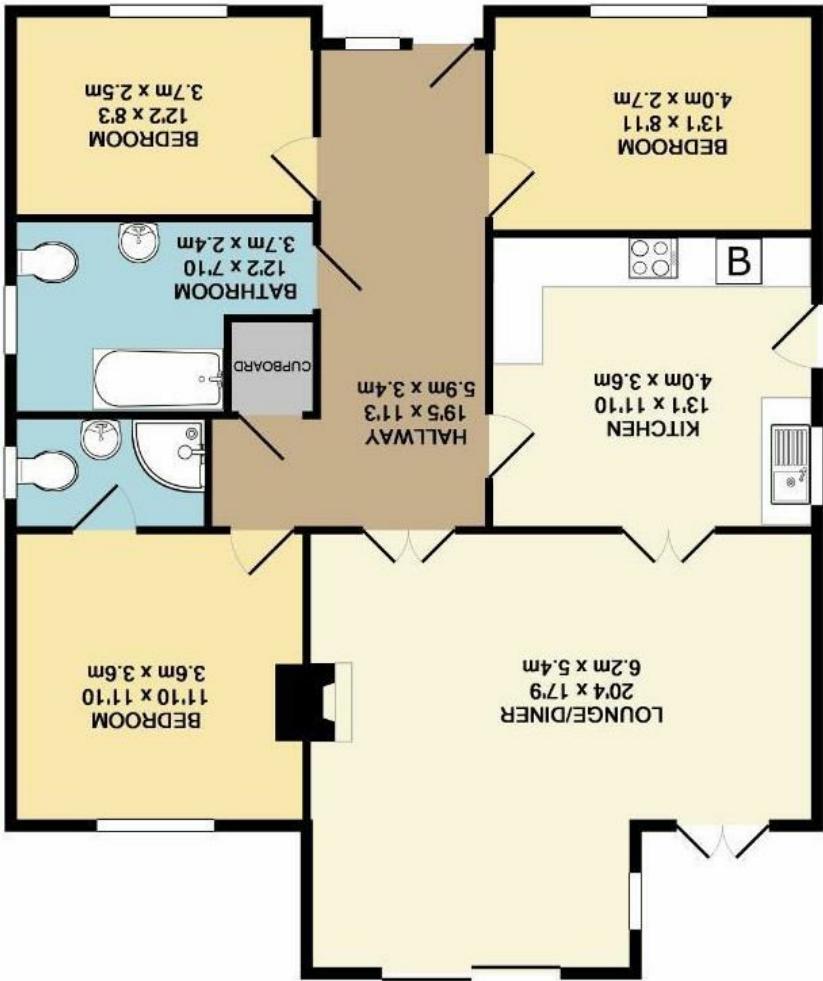 LOUNGE/DINER
20'4 x 17'9
6.2m x 5.4m
BEDROOM
11'10 x 11'10
3.6m x 3.6m
KITCHEN
13'1 x 11'10
4.0m x 3.6m
HALLWAY
19'5 x 11'3
5.9m x 3.4m
CUPBOARD
BATHROOM
12'2 x 7'10
3.7m x 2.4m
B
BEDROOM
13'1 x 8'11
4.0m x 2.7m
BEDROOM
12'2 x 8'3
3.7m x 2.5m